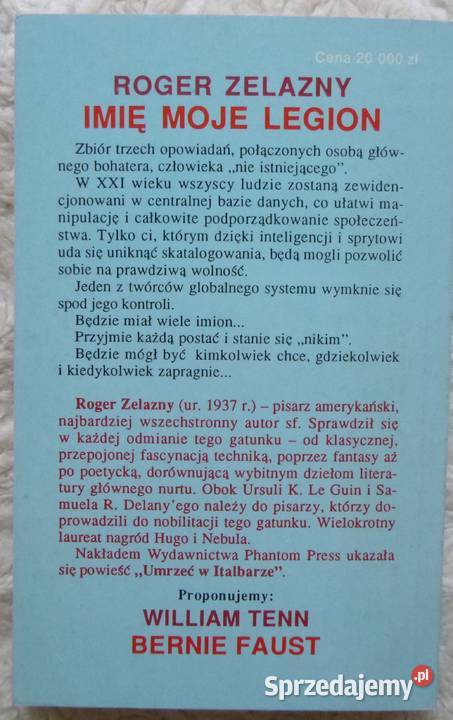 Cena 20 000 zł
ROGER ZELAZNY
IMIĘ MOJE LEGION
Zbiór trzech opowiadań, połączonych osobą głów-
nego bohatera, człowieka „nie istniejącego”.
W XXI wieku wszyscy ludzie zostaną zewiden-
cjonowani w centralnej bazie danych, co ułatwi ma-
nipulację i całkowite podporządkowanie społeczeń-
stwa. Tylko ci, którym dzięki inteligencji i sprytowi
uda się uniknąć skatalogowania, będą mogli pozwolić
sobie na prawdziwą wolność.
Jeden z twórców globalnego systemu wymknie się
spod jego kontroli.
Będzie miał wiele imion...
Przyjmie każdą postać i stanie się „nikim”.
Będzie mógł być kimkolwiek chce, gdziekolwiek
i kiedykolwiek zapragnie...
Roger Zelazny (ur. 1937 r.) – pisarz amerykański,
najbardziej wszechstronny autor sf. Sprawdził się
w każdej odmianie tego gatunku – od klasycznej,
przepojonej fascynacją techniką, poprzez fantasy aż
po poetycką, dorównującą wybitnym dziełom litera-
tury głównego nurtu. Obok Ursuli K. Le Guin i Sa-
muela R. Delany'ego należy do pisarzy, którzy do-
prowadzili do nobilitacji tego gatunku. Wielokrotny
laureat nagród Hugo i Nebula.
Nakładem Wydawnictwa Phantom Press ukazała
się powieść „Umrzeć w Italbarze”.
Proponujemy:
WILLIAM TENN
BERNIE FAUST
Sprzedajemy.pl